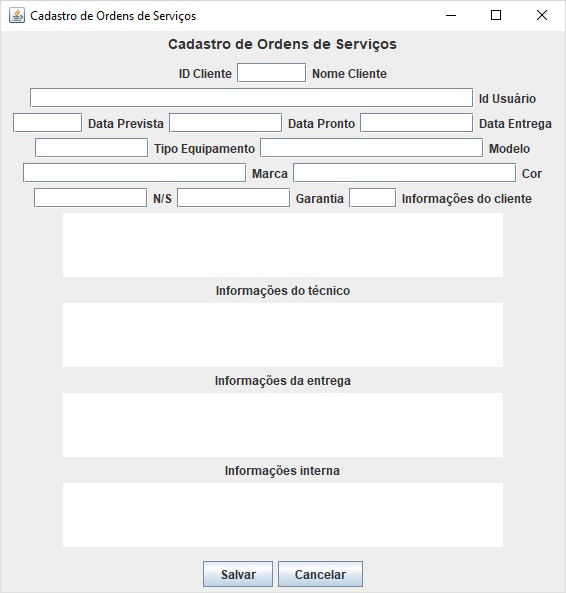 Cadastro de Ordens de Serviços
Cadastro de Ordens de Serviços
ID Cliente Nome Cliente
Id Usuário
Data Prevista Data Pronto Data Entrega
Tipo Equipamento Modelo
Marca Cor
N/S Garantia Informações do cliente
Informações do técnico
Informações da entrega
Informações interna
Salvar Cancelar